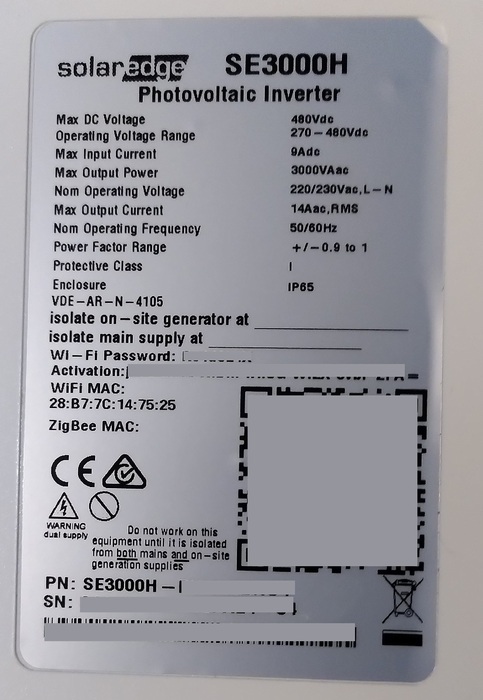 solaredge SE3000H
Photovoltaic Inverter
Max DC Voltage 480Vdc
Operating Voltage Range 270-480Vdc
Max Input Current 9Adc
Max Output Power 3000VAac
Nom Operating Voltage 220/230Vac,L-N
Max Output Current 14Aac,RMS
Nom Operating Frequency 50/60Hz
Power Factor Range +/-0.9 to 1
Protective Class I
Enclosure IP65
VDE-AR-N-4105
isolate on-site generator at
isolate main supply at
Wi-Fi Password:
Activation:
WiFi MAC:
28:B7:7C:14:75:25
ZigBee MAC:
CE
WARNING
dual supply
Do not work on this
equipment until it is isolated
from both mains and on-site
generation supplies
PN: SE3000H-
SN: